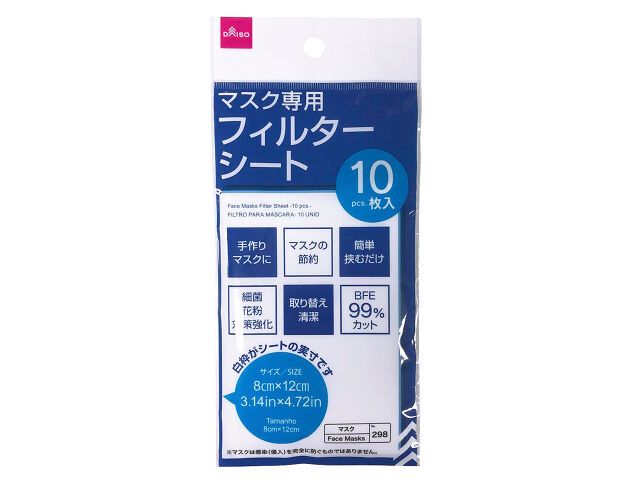 DAISO
マスク専用
フィルター
シート
10
pcs. 枚入
Face Masks Filter Sheet -10 pcs.-
FILTRO PARA MÁSCARA- 10 UNID
手作り
マスクに
マスクの
節約
簡単
挟むだけ
細菌
花粉
対策強化
取り替え
清潔
BFE
99%
カット
白枠がシートの実寸です
サイズ/SIZE
8cm×12cm
3.14in×4.72in
Tamanho
8cm×12cm
マスク
Face Masks
No.
298
※マスクは感染(侵入)を完全に防ぐものではありません。